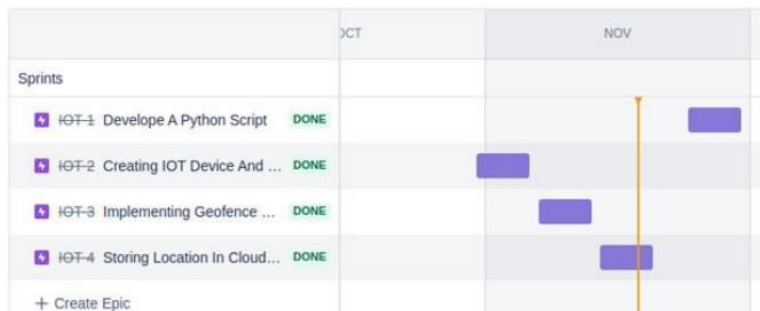 OCT NOV
Sprints
IOT-1 Develope A Python Script DONE
IOT-2 Creating IOT Device And ... DONE
IOT-3 Implementing Geofence ... DONE
IOT-4 Storing Location In Cloud... DONE
+ Create Epic